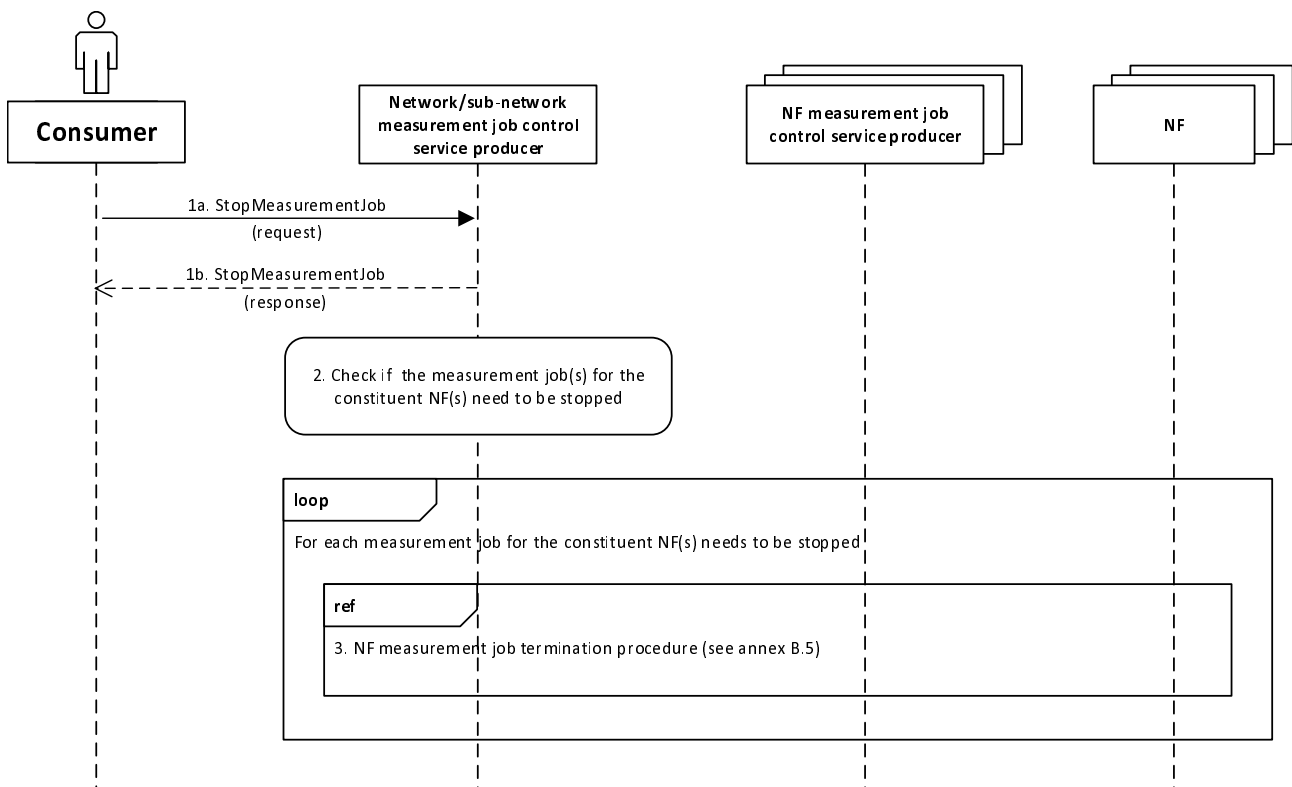 Consumer
Network/sub-network
measurement job control
service producer
NF measurement job
control service producer
NF
1a. StopMeasurementJob
(request)
1b. StopMeasurementJob
(response)
2. Check if the measurement job(s) for the
constituent NF(s) need to be stopped
loop
For each measurement job for the constituent NF(s) needs to be stopped
ref
3. NF measurement job termination procedure (see annex B.5)